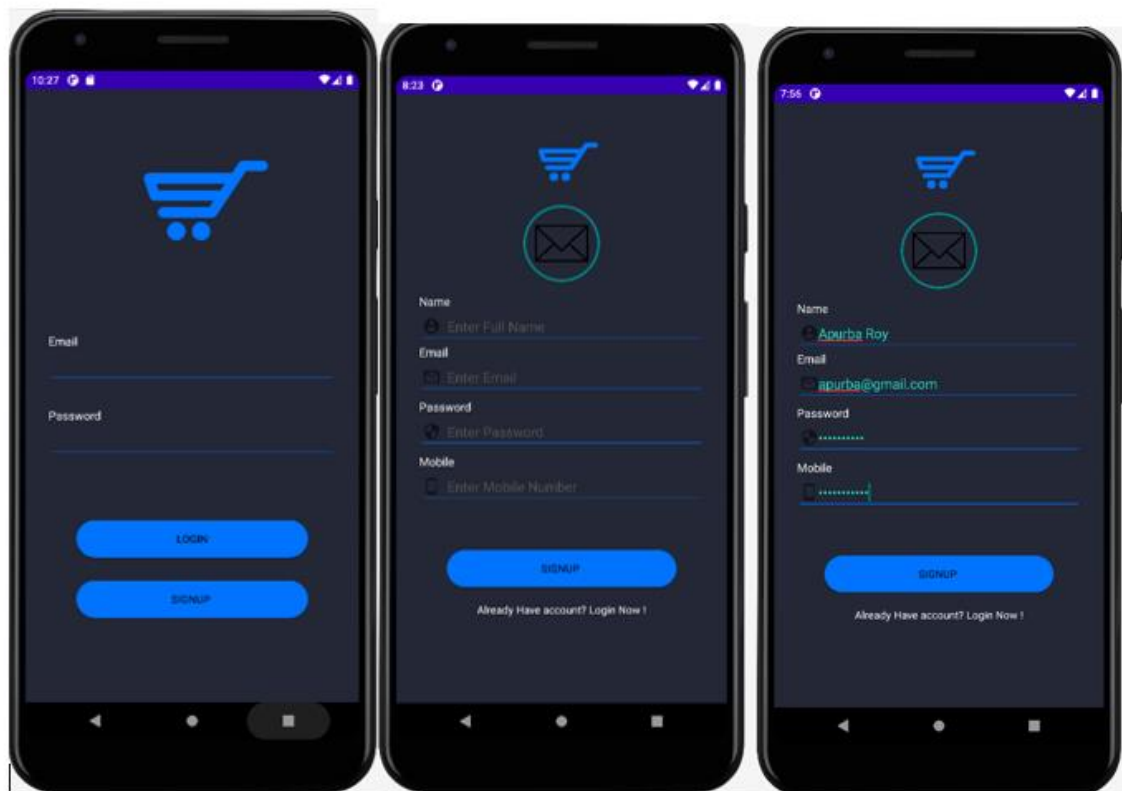 10:27
Email
Password
LOGIN
SIGNUP
8:23
Name
Enter Full Name
Email
Enter Email
Password
Enter Password
Mobile
Enter Mobile Number
SIGNUP
Already Have account? Login Now !
7:56
Name
Apurba Roy
Email
apurba@gmail.com
Password
••••••••••
Mobile
•••••••••••
SIGNUP
Already Have account? Login Now !